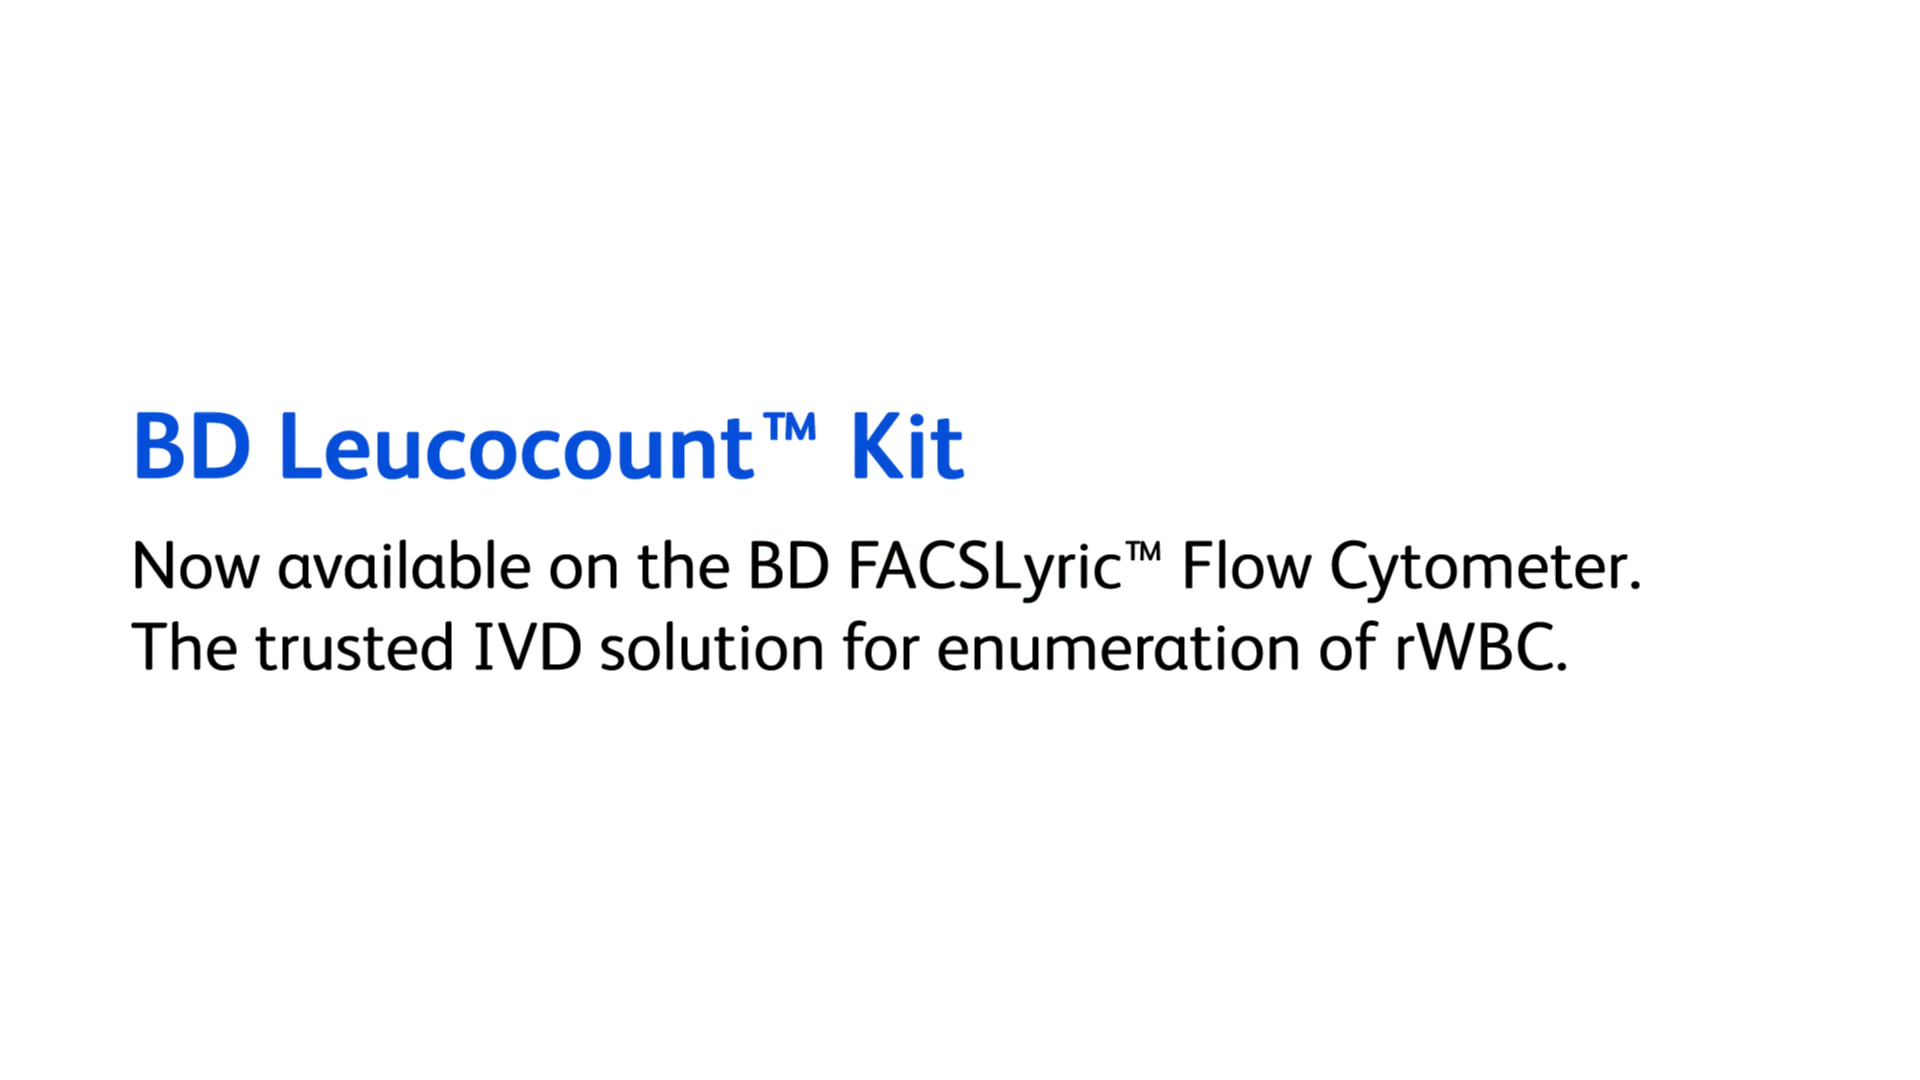 BD Leucocount™ Kit
Now available on the BD FACSLyric™ Flow Cytometer.
The trusted IVD solution for enumeration of rWBC.